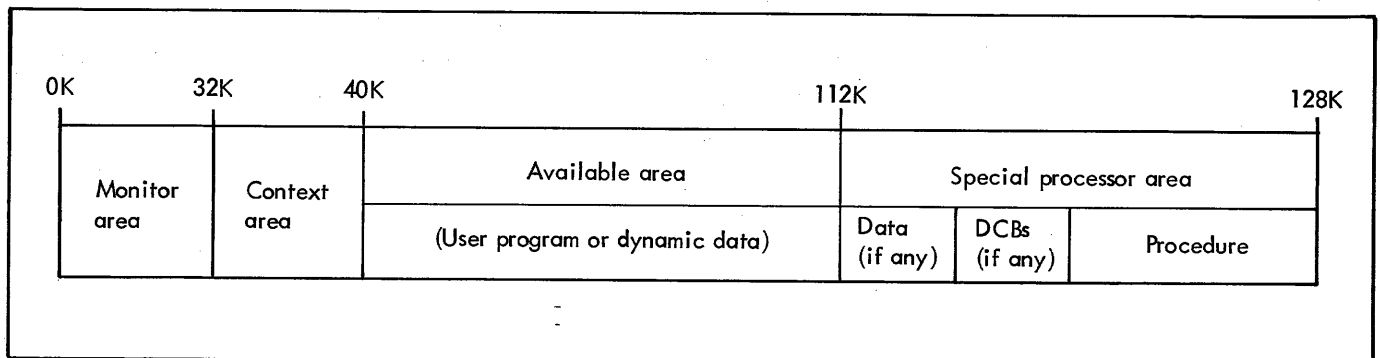 0K 32K 40K 112K 128K
Monitor area
Context area
Available area
(User program or dynamic data)
Special processor area
Data (if any)
DCBs (if any)
Procedure